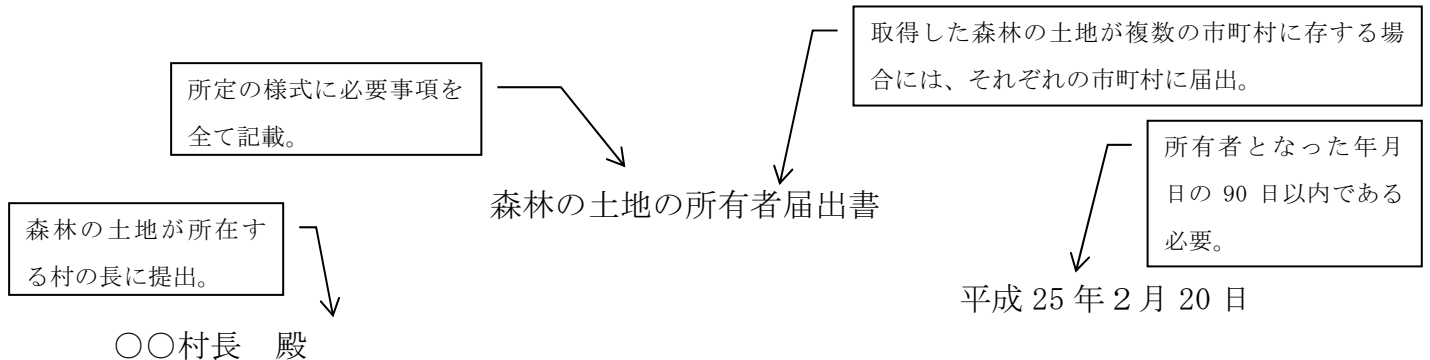 取得した森林の土地が複数の市町村に存する場
合には、それぞれの市町村に届出。
所定の様式に必要事項を
全て記載。
所有者となった年月
日の 90 日以内である
必要。
森林の土地の所有者届出書
森林の土地が所在す
る村の長に提出。
平成 25 年２月 20 日
○○村長　殿